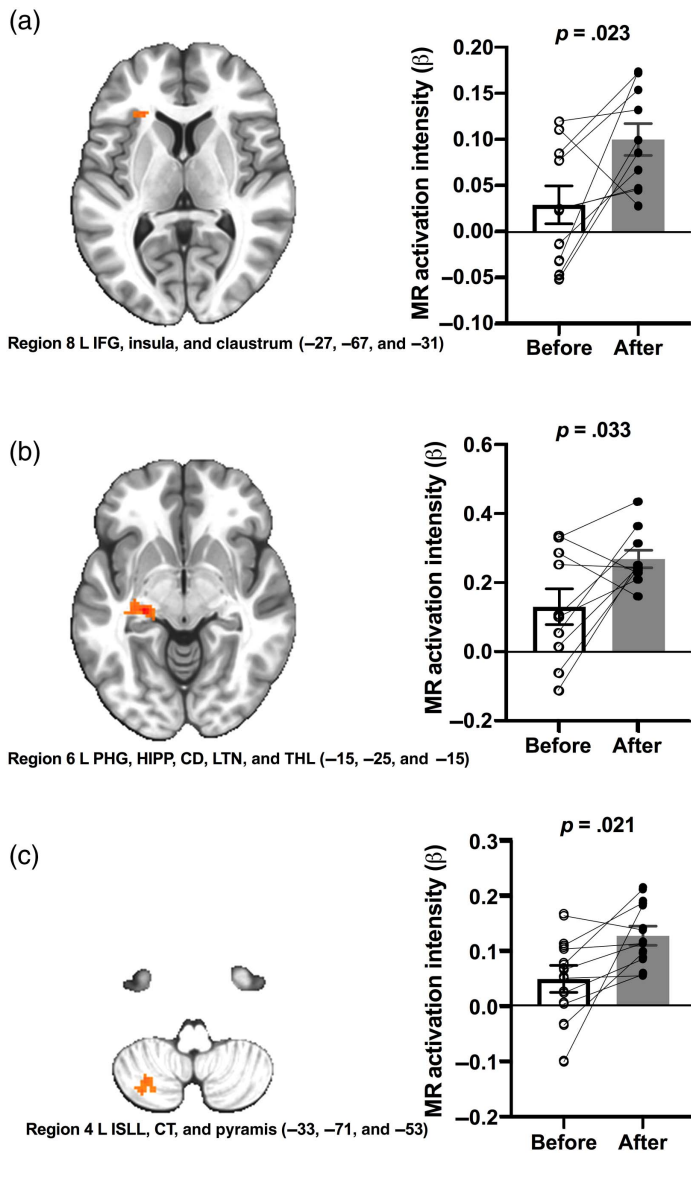 (a)
p = .023
MR activation intensity (β)
0.20
0.15
0.10
0.05
0.00
–0.05
–0.10
Before After
Region 8 L IFG, insula, and claustrum (–27, –67, and –31)
(b)
p = .033
MR activation intensity (β)
0.6
0.4
0.2
0.0
–0.2
Before After
Region 6 L PHG, HIPP, CD, LTN, and THL (–15, –25, and –15)
(c)
p = .021
MR activation intensity (β)
0.3
0.2
0.1
0.0
–0.1
–0.2
Before After
Region 4 L ISLL, CT, and pyramis (–33, –71, and –53)